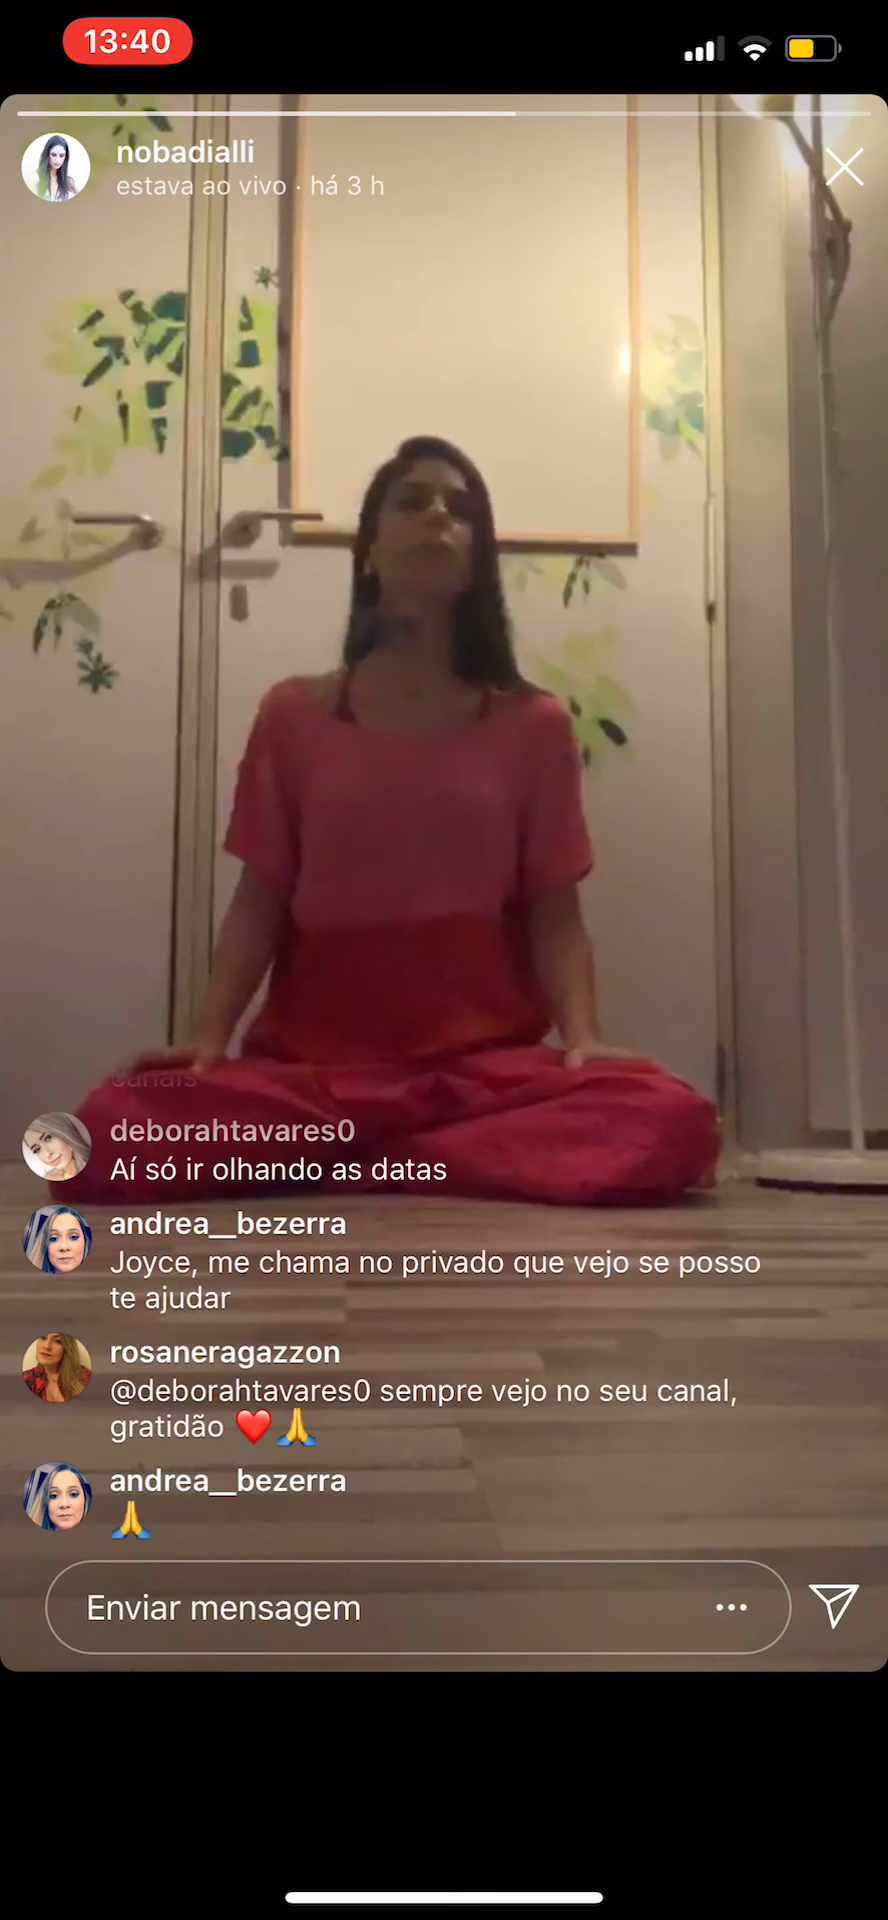 13:40
nobadialli
estava ao vivo · há 3 h
canais
deborahtavares0
Aí só ir olhando as datas
andrea__bezerra
Joyce, me chama no privado que vejo se posso
te ajudar
rosaneragazzon
@deborahtavares0 sempre vejo no seu canal,
gratidão ❤️🙏
andrea__bezerra
🙏
Enviar mensagem